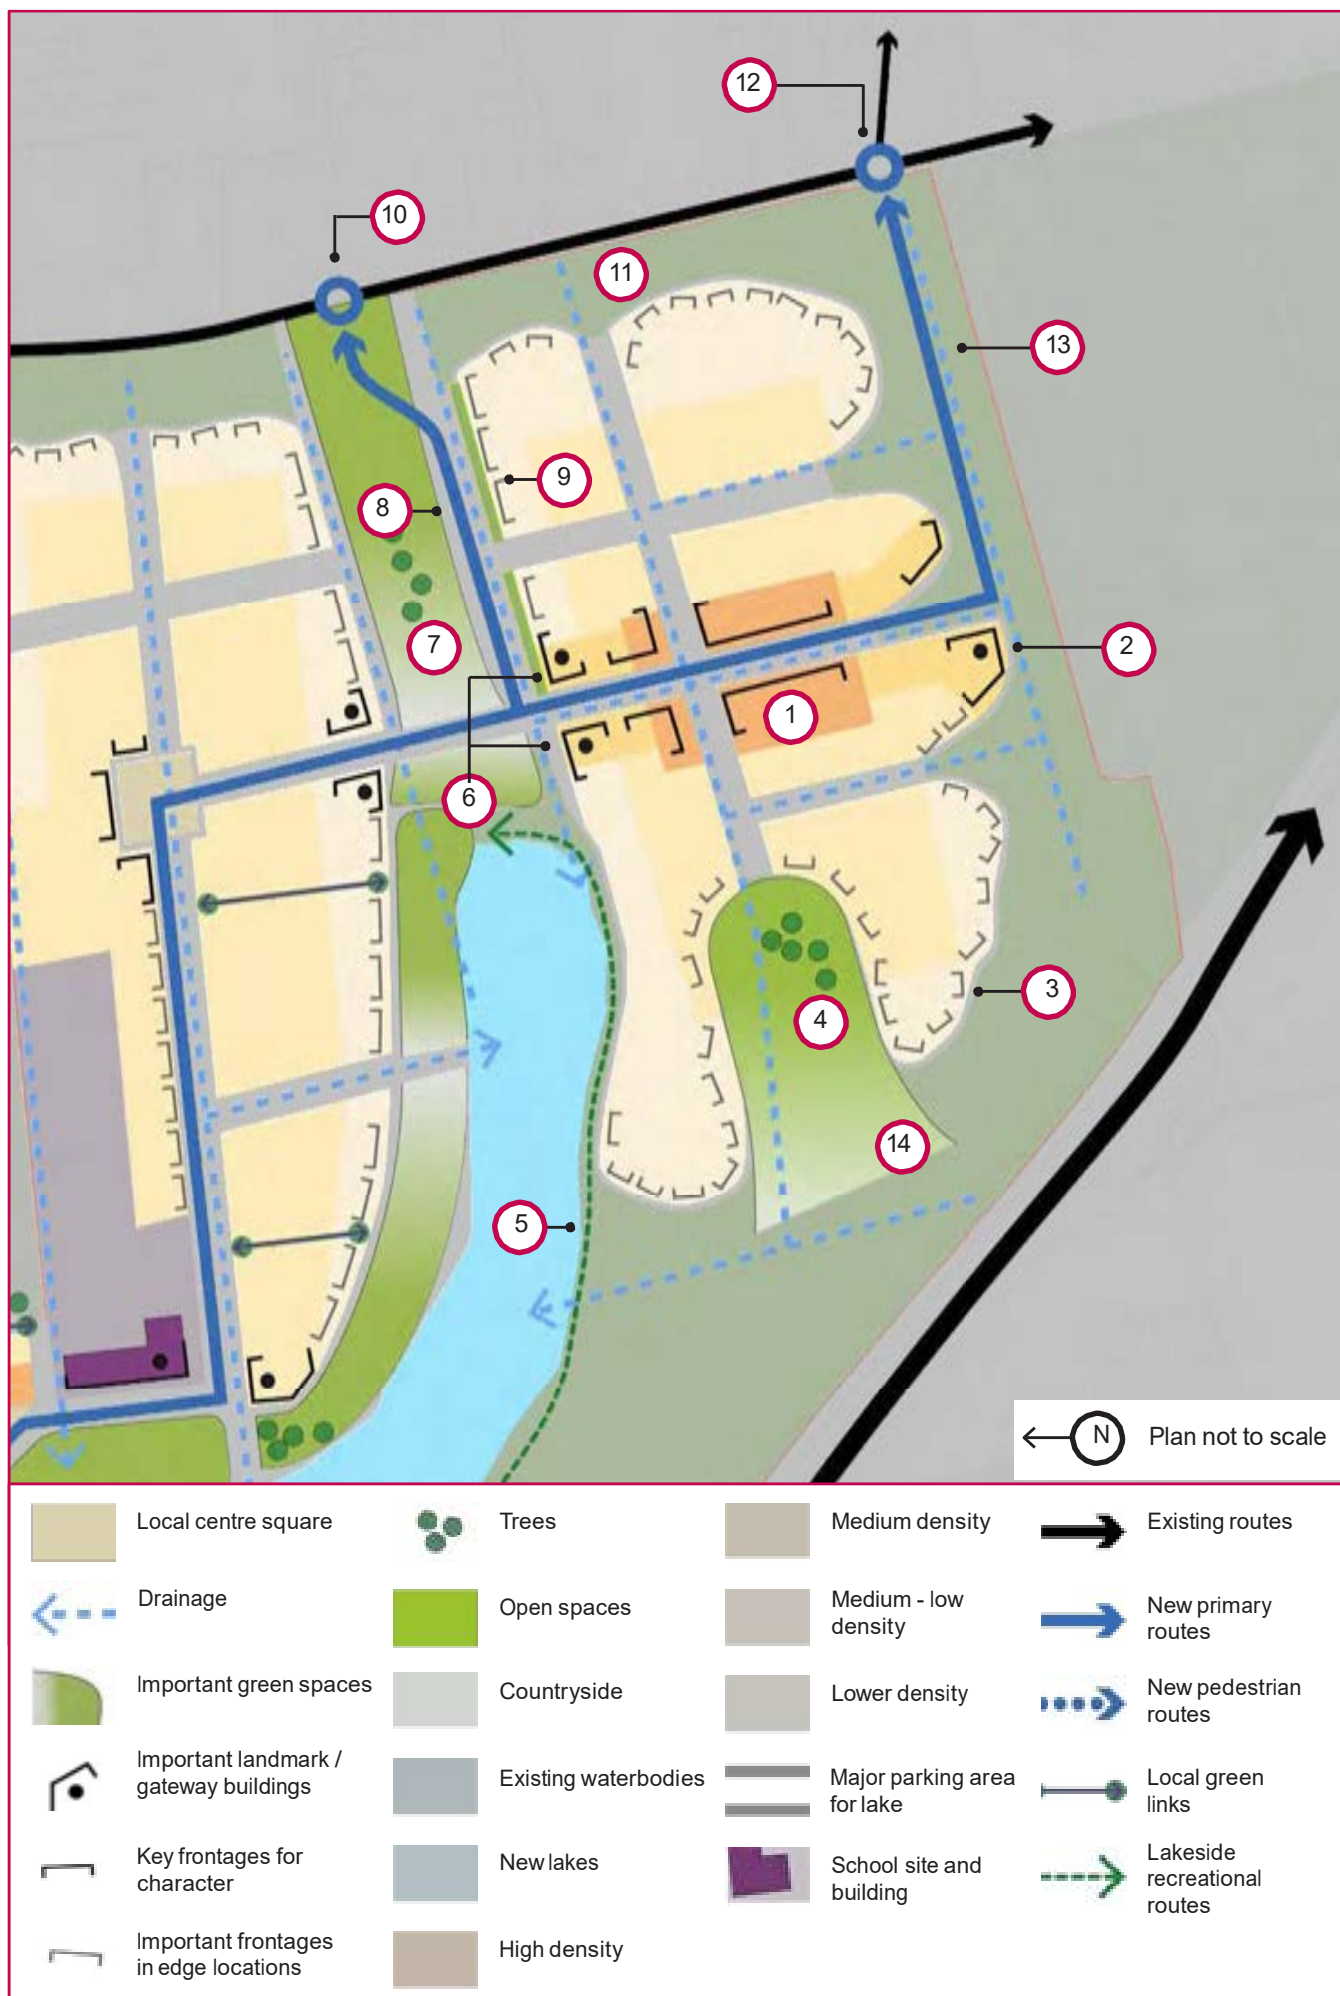 12
10
11
13
9
8
7
2
1
6
3
4
14
5
N
Plan not to scale
Local centre square
Drainage
Important green spaces
Important landmark /
gateway buildings
Key frontages for
character
Important frontages
in edge locations
Trees
Open spaces
Countryside
Existing waterbodies
New lakes
High density
Medium density
Medium - low
density
Lower density
Major parking area
for lake
School site and
building
Existing routes
New primary
routes
New pedestrian
routes
Local green
links
Lakeside
recreational
routes